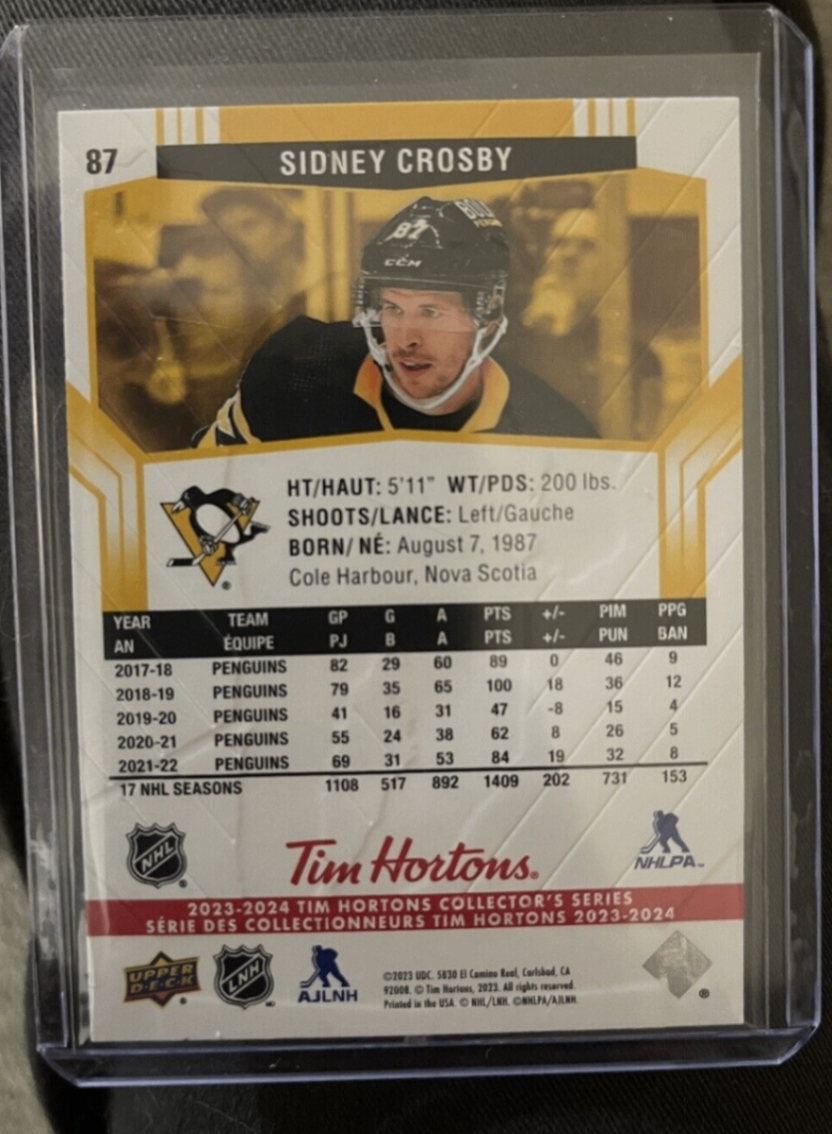 87 SIDNEY CROSBY
87
CCM
HT/HAUT: 5'11" WT/PDS: 200 lbs.
SHOOTS/LANCE: Left/Gauche
BORN/ NÉ: August 7, 1987
Cole Harbour, Nova Scotia
YEAR TEAM GP G A PTS +/- PIM PPG
AN ÉQUIPE PJ B A PTS +/- PUN BAN
2017-18 PENGUINS 82 29 60 89 0 46 9
2018-19 PENGUINS 79 35 65 100 18 36 12
2019-20 PENGUINS 41 16 31 47 -8 15 4
2020-21 PENGUINS 55 24 38 62 8 26 5
2021-22 PENGUINS 69 31 53 84 19 32 8
17 NHL SEASONS 1108 517 892 1409 202 731 153
NHL ® Tim Hortons® NHLPA™
2023-2024 TIM HORTONS COLLECTOR'S SERIES
SÉRIE DES COLLECTIONNEURS TIM HORTONS 2023-2024
UPPER DECK LNH AJLNH
©2023 UDC. 5830 El Camino Real, Carlsbad, CA
92008. © Tim Hortons, 2023. All rights reserved.
Printed in the USA. © NHL/LNH. ©NHLPA/AJLNH.